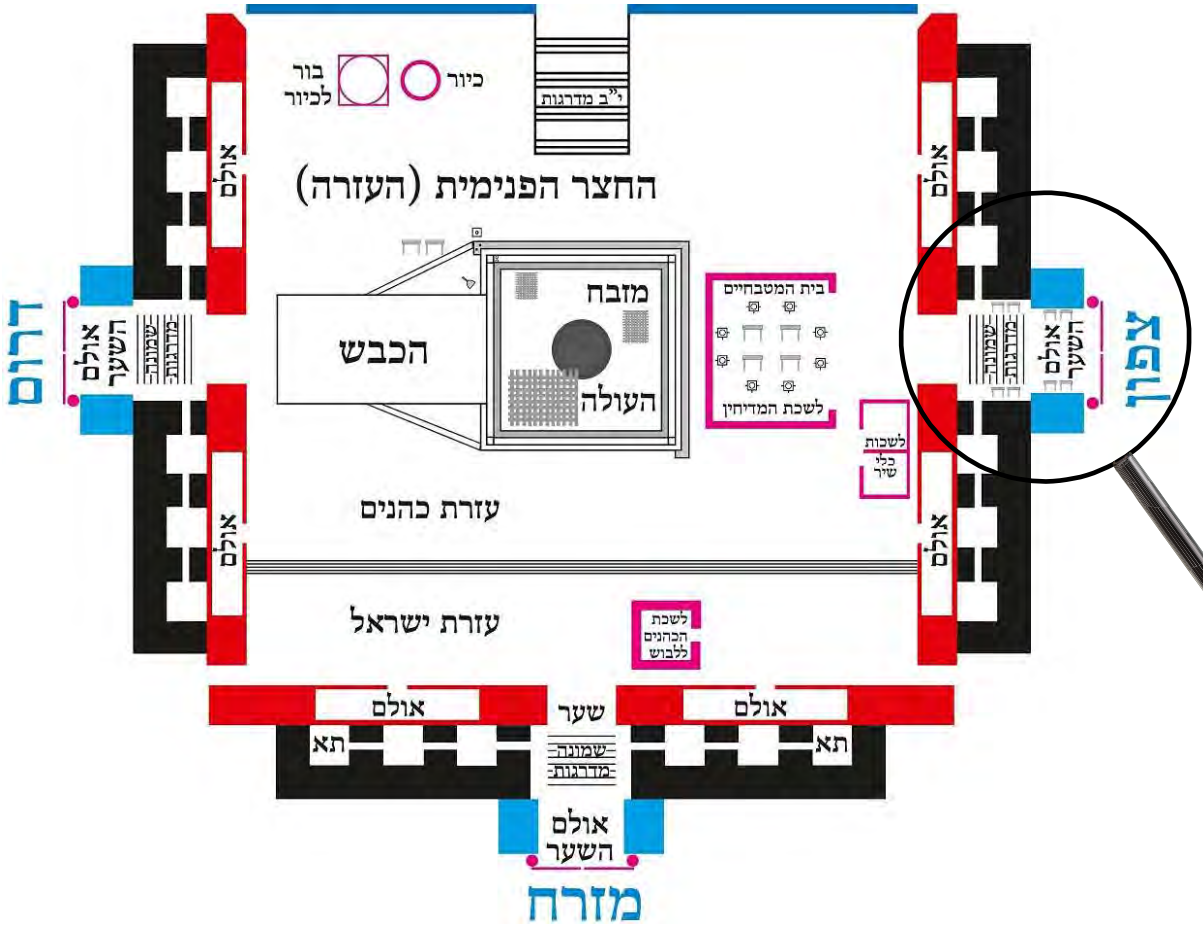 י"ב מדרגות
כיור
בור
לכיור
החצר הפנימית (העזרה)
אולם
אולם
צפון
אולם
השער
שמונה
מדרגות
בית המטבחיים
לשכת המדיחין
מזבח
העולה
הכבש
שמונה
מדרגות
אולם
השער
דרום
לשכות
כלי
שיר
עזרת כהנים
אולם
אולם
עזרת ישראל
לשכת
הכהנים
ללבוש
אולם
שער
אולם
תא
תא
שמונה
מדרגות
אולם
השער
מזרח